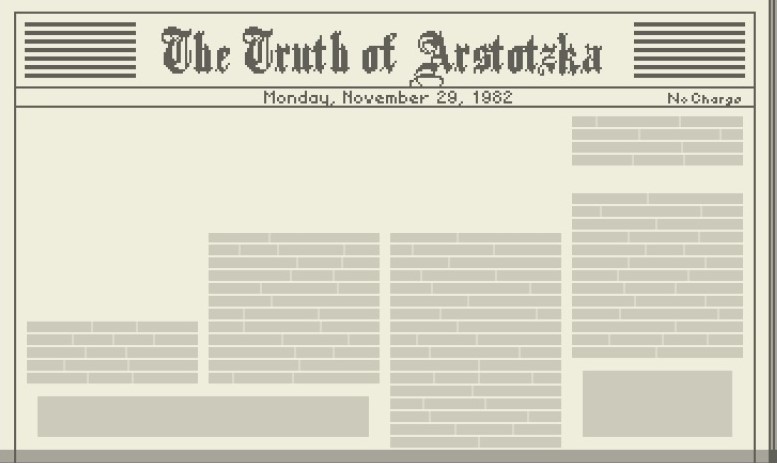 The Truth of Arstotzka
Monday, November 29, 1982
No Charge